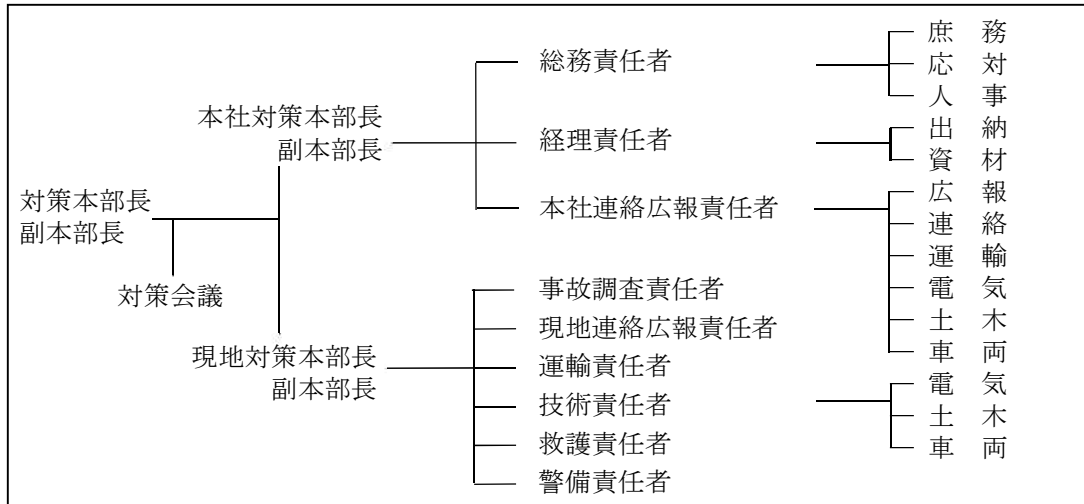 対策本部長
副本部長
対策会議
本社対策本部長
副本部長
総務責任者
庶務
応対
人事
経理責任者
出納
資材
本社連絡広報責任者
広報
連絡
運輸
電気
土木
車両
現地対策本部長
副本部長
事故調査責任者
現地連絡広報責任者
運輸責任者
技術責任者
電気
土木
車両
救護責任者
警備責任者